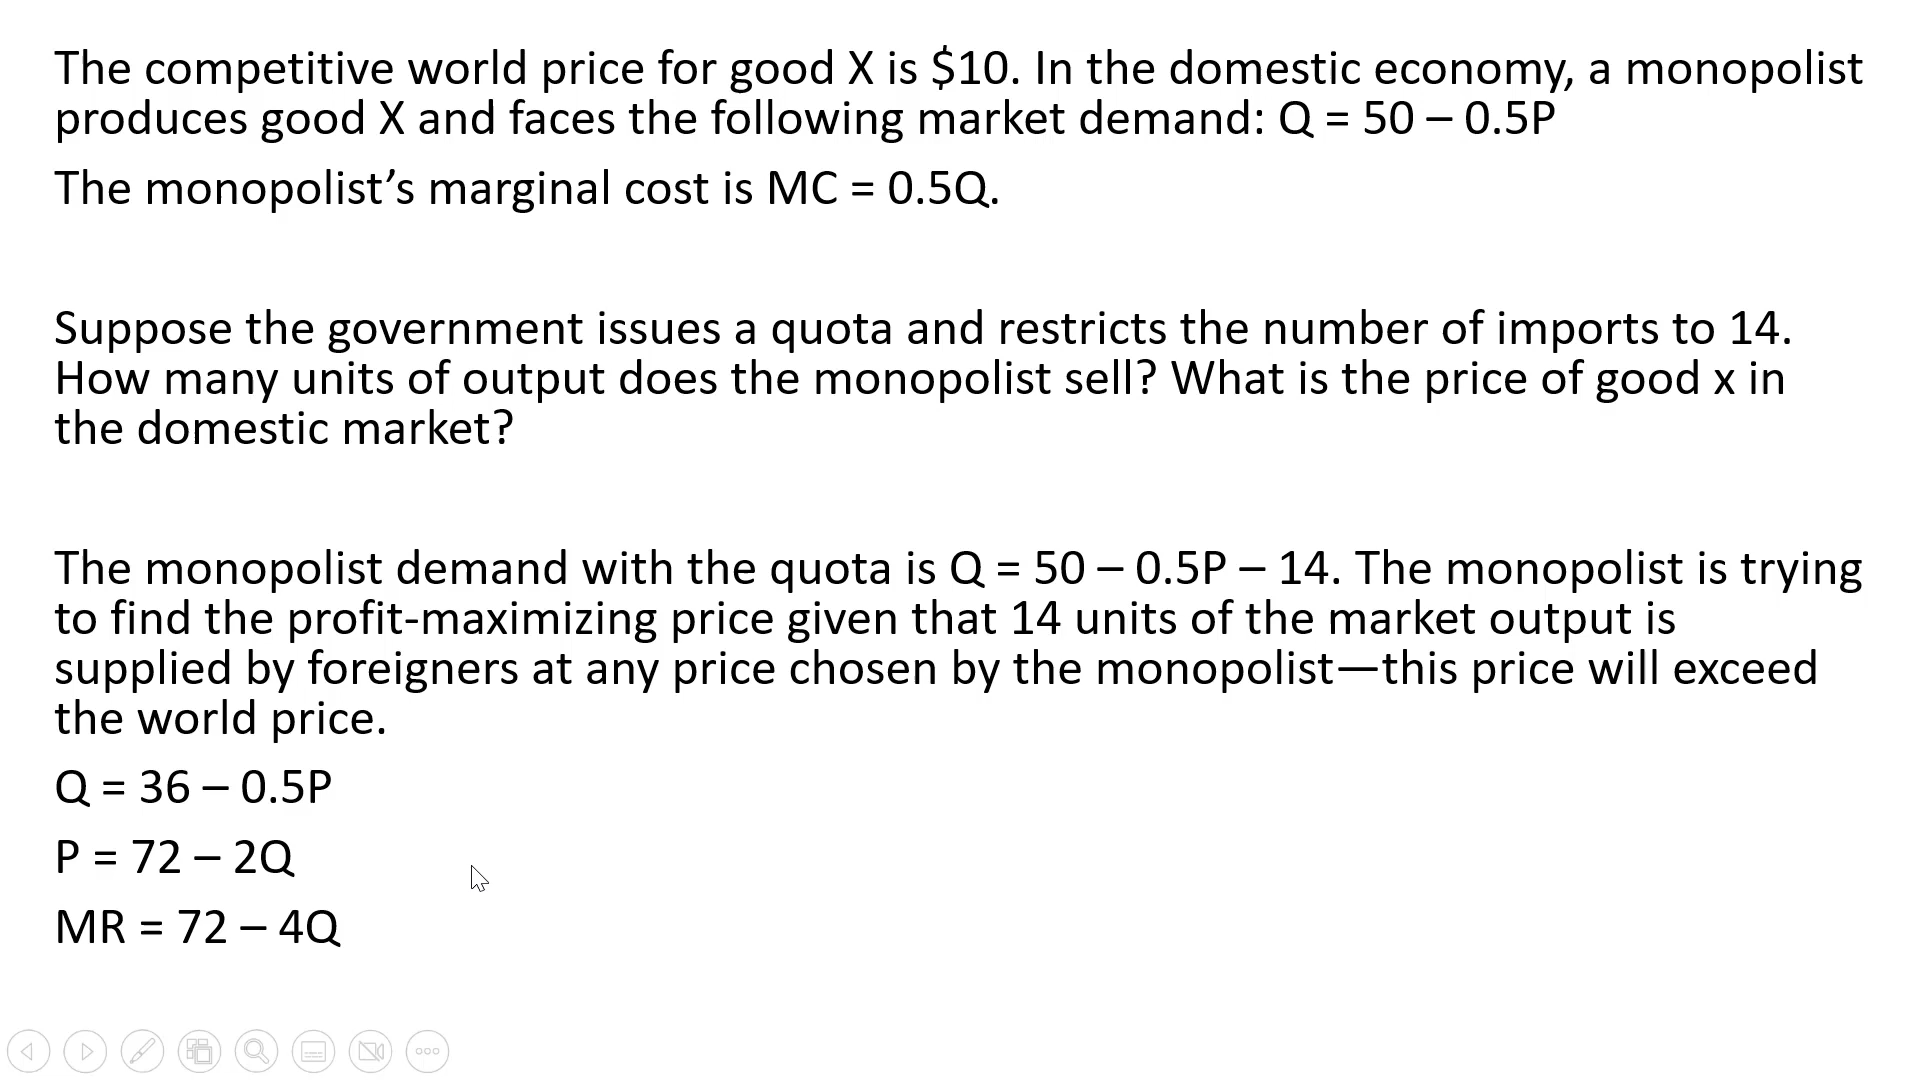 The competitive world price for good X is $10. In the domestic economy, a monopolist
produces good X and faces the following market demand: Q = 50 – 0.5P
The monopolist’s marginal cost is MC = 0.5Q.
Suppose the government issues a quota and restricts the number of imports to 14.
How many units of output does the monopolist sell? What is the price of good x in
the domestic market?
The monopolist demand with the quota is Q = 50 – 0.5P – 14. The monopolist is trying
to find the profit-maximizing price given that 14 units of the market output is
supplied by foreigners at any price chosen by the monopolist—this price will exceed
the world price.
Q = 36 – 0.5P
P = 72 – 2Q
MR = 72 – 4Q